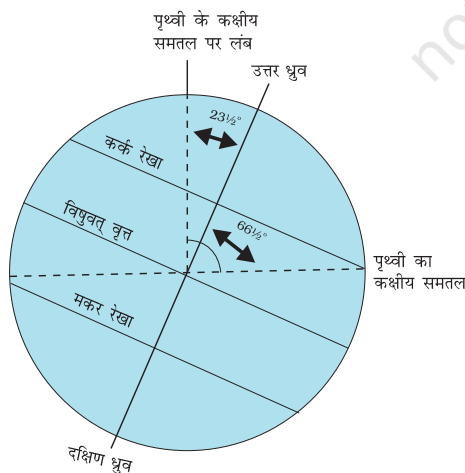 पृथ्वी के कक्षीय
समतल पर लंब
उत्तर ध्रुव
23½°
कर्क रेखा
विषुवत् वृत्त
66½°
पृथ्वी का
कक्षीय समतल
मकर रेखा
दक्षिण ध्रुव